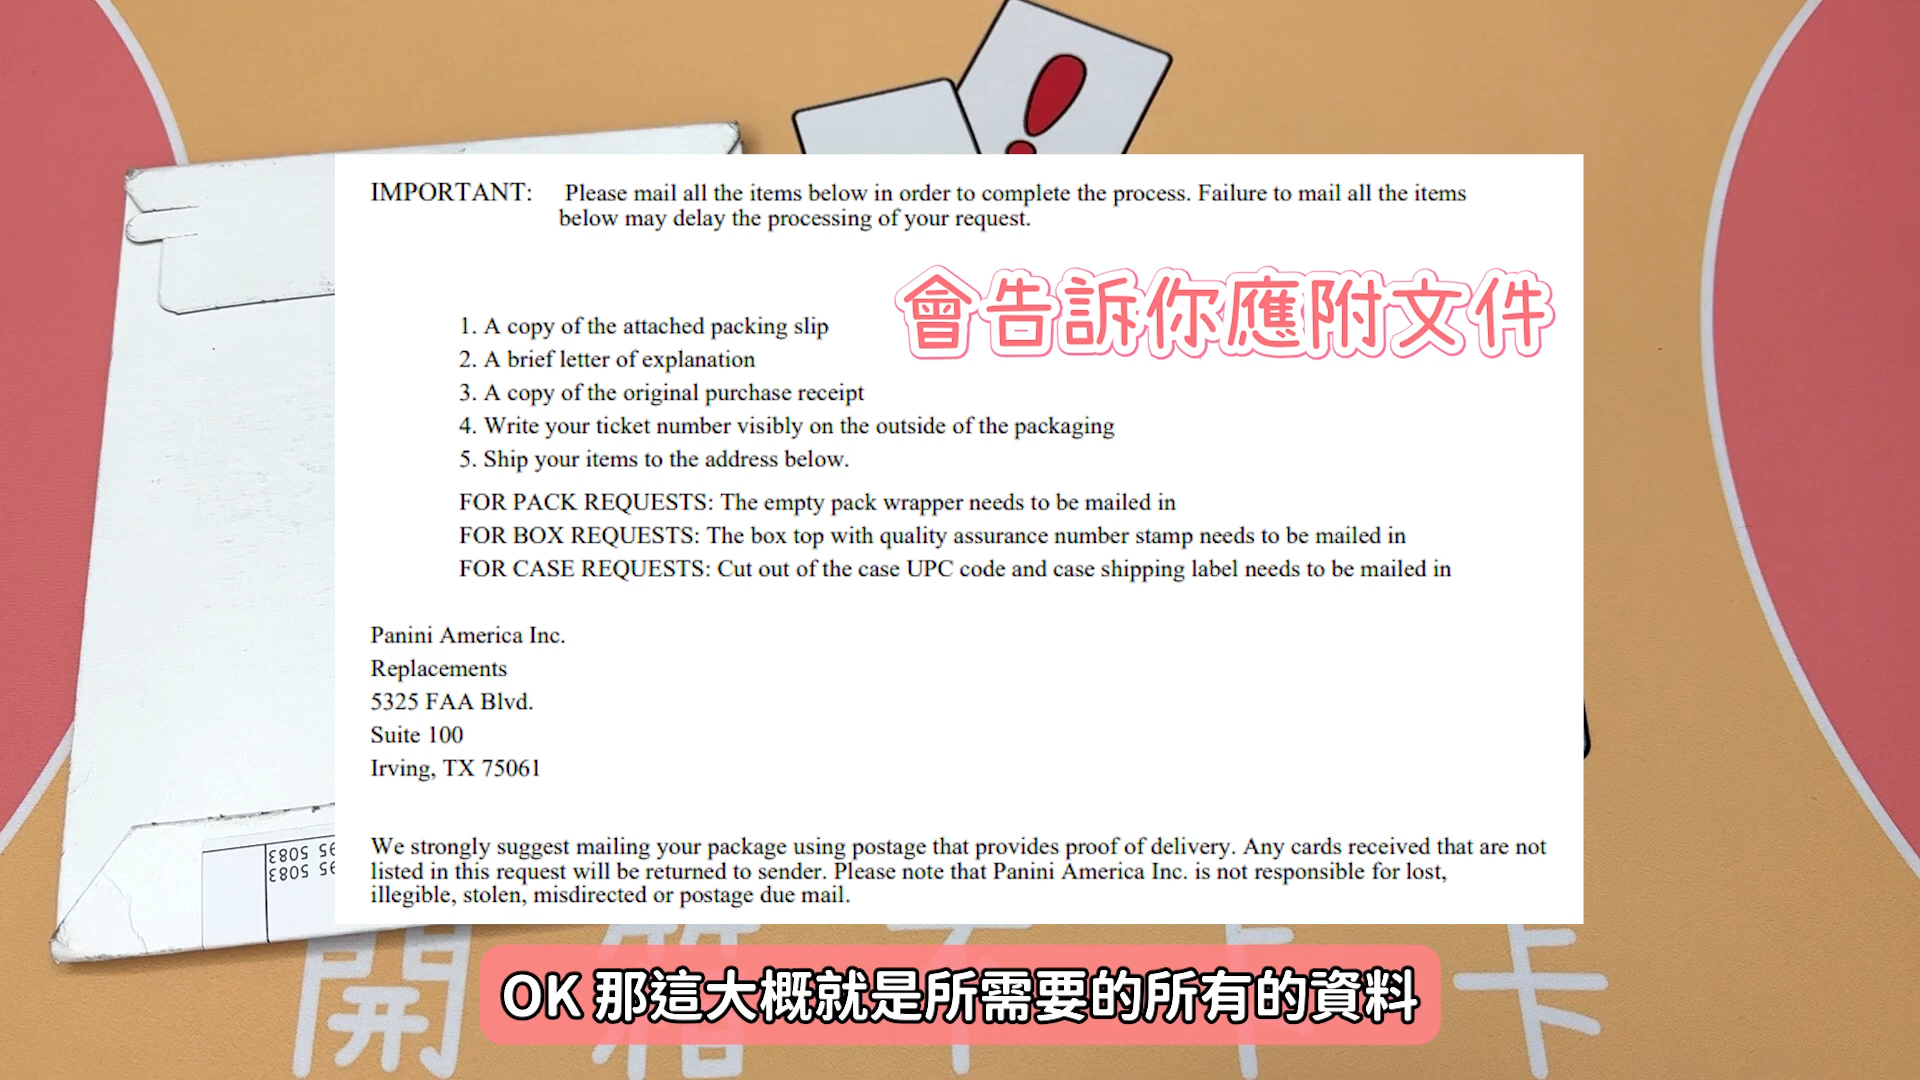 IMPORTANT: Please mail all the items below in order to complete the process. Failure to mail all the items
below may delay the processing of your request.
會告訴你應附文件
1. A copy of the attached packing slip
2. A brief letter of explanation
3. A copy of the original purchase receipt
4. Write your ticket number visibly on the outside of the packaging
5. Ship your items to the address below.
FOR PACK REQUESTS: The empty pack wrapper needs to be mailed in
FOR BOX REQUESTS: The box top with quality assurance number stamp needs to be mailed in
FOR CASE REQUESTS: Cut out of the case UPC code and case shipping label needs to be mailed in
Panini America Inc.
Replacements
5325 FAA Blvd.
Suite 100
Irving, TX 75061
We strongly suggest mailing your package using postage that provides proof of delivery. Any cards received that are not
listed in this request will be returned to sender. Please note that Panini America Inc. is not responsible for lost,
illegible, stolen, misdirected or postage due mail.
95 5083
95 5083
OK 那這大概就是所需要的所有的資料